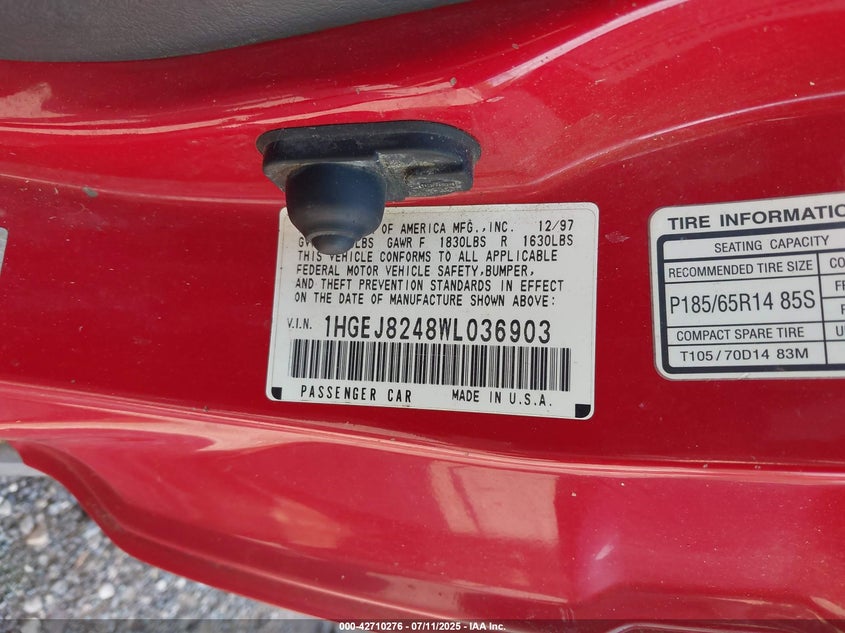 OF AMERICA MFG.,INC. 12/97
LBS GAWR F 1830LBS R 1630LBS
THIS VEHICLE CONFORMS TO ALL APPLICABLE
FEDERAL MOTOR VEHICLE SAFETY,BUMPER,
AND THEFT PREVENTION STANDARDS IN EFFECT
ON THE DATE OF MANUFACTURE SHOWN ABOVE:
V.I.N. 1HGEJ8248WL036903
PASSENGER CAR MADE IN U.S.A.
TIRE INFORMATIO
SEATING CAPACITY
RECOMMENDED TIRE SIZE
P185/65R14 85S
COMPACT SPARE TIRE
T105/70D14 83M
CO
FR
U
000-42710276 - 07/11/2025 - IAA Inc.